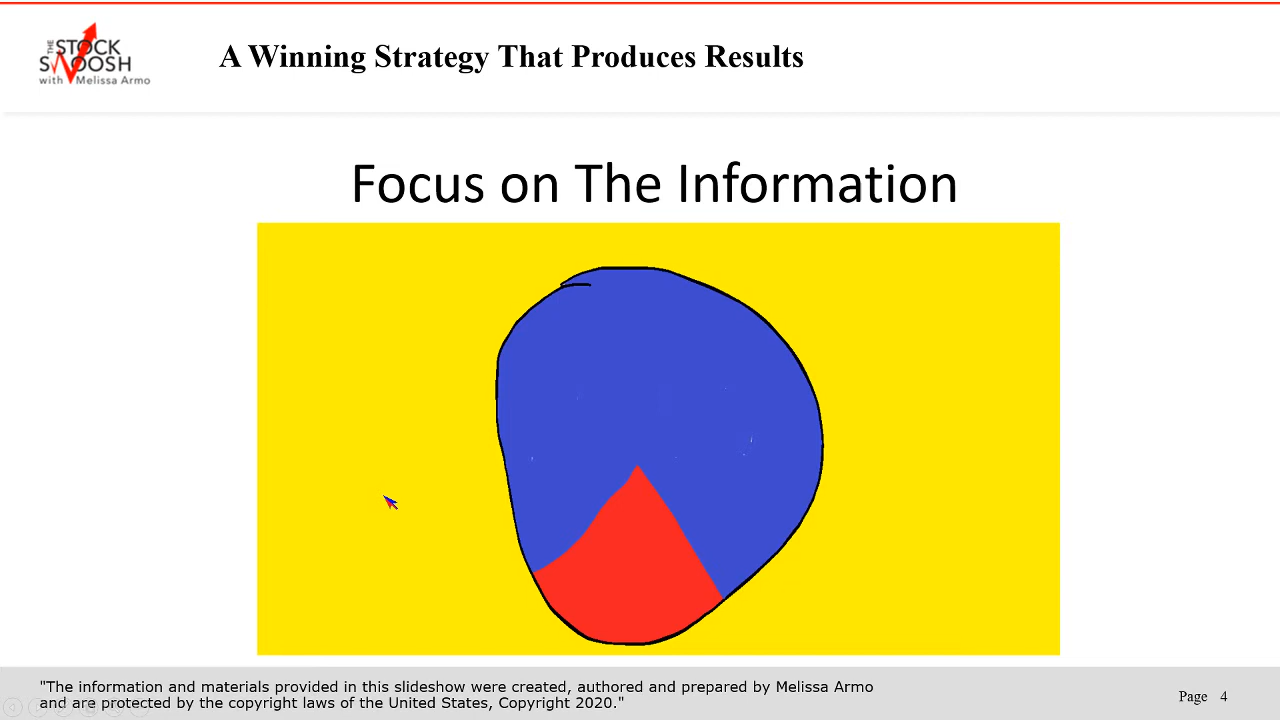 THE STOCK
SWOOSH
with Melissa Armo
A Winning Strategy That Produces Results
Focus on The Information
"The information and materials provided in this slideshow were created, authored and prepared by Melissa Armo
and are protected by the copyright laws of the United States, Copyright 2020."
Page 4